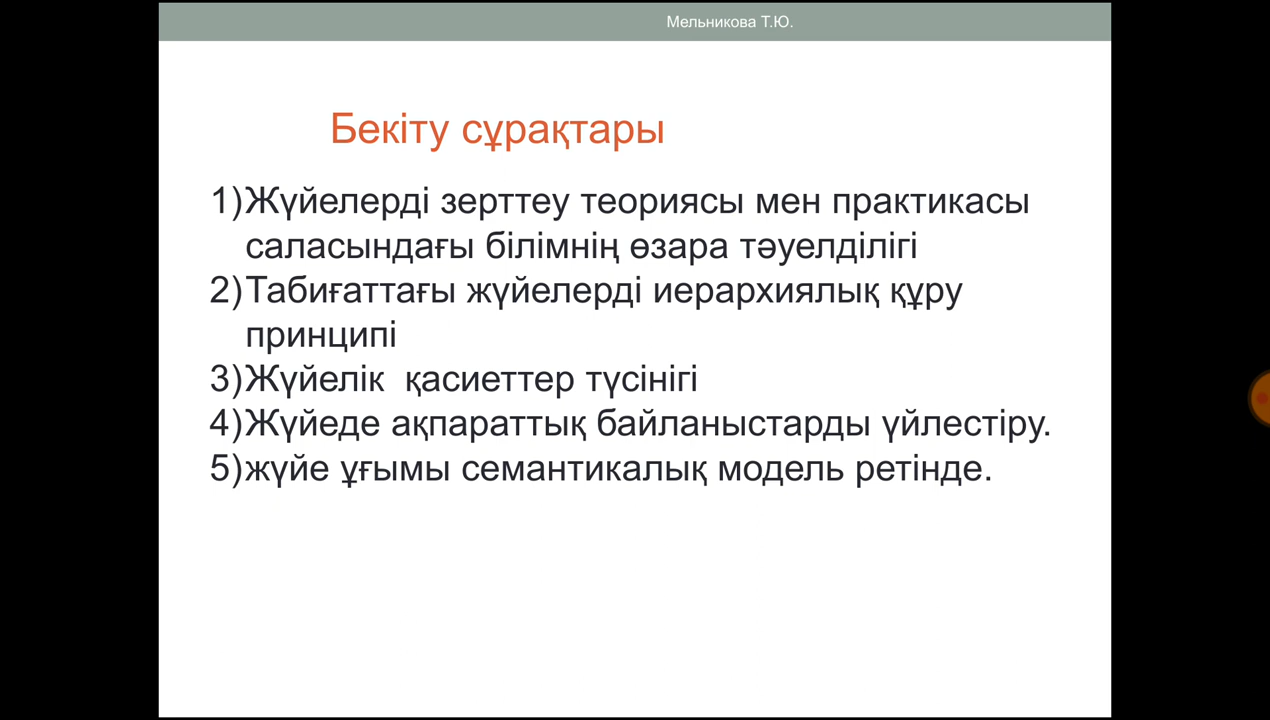 Мельникова Т.Ю.
Бекіту сұрақтары
1)Жүйелерді зерттеу теориясы мен практикасы
саласындағы білімнің өзара тәуелділігі
2)Табиғаттағы жүйелерді иерархиялық құру
принципі
3)Жүйелік  қасиеттер түсінігі
4)Жүйеде ақпараттық байланыстарды үйлестіру.
5)жүйе ұғымы семантикалық модель ретінде.